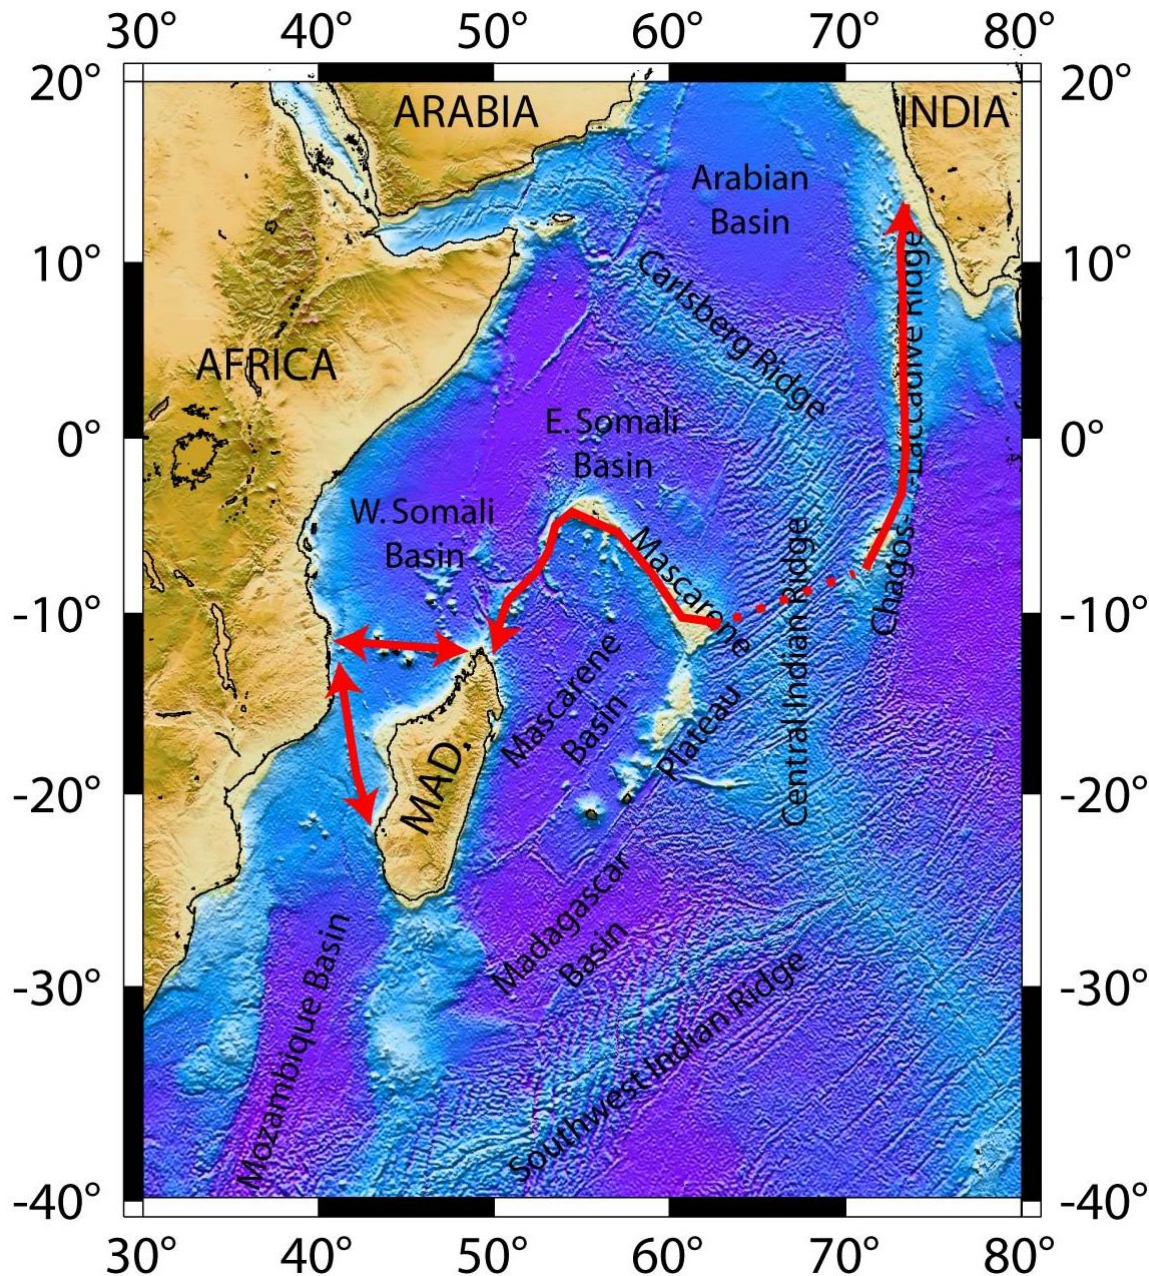 30° 40° 50° 60° 70° 80°
20° 20°
ARABIA INDIA
Arabian
Basin
10° 10°
Carlsberg Ridge
AFRICA
0° 0°
E. Somali
Basin
W. Somali
Basin
Chagos-Laccadive Ridge
-10° -10°
Mascarene
Plateau
Central Indian Ridge
Mascarene
Basin
MAD.
-20° -20°
Madagascar
Basin
Mozambique Basin
-30° -30°
Southwest Indian Ridge
-40° -40°
30° 40° 50° 60° 70° 80°